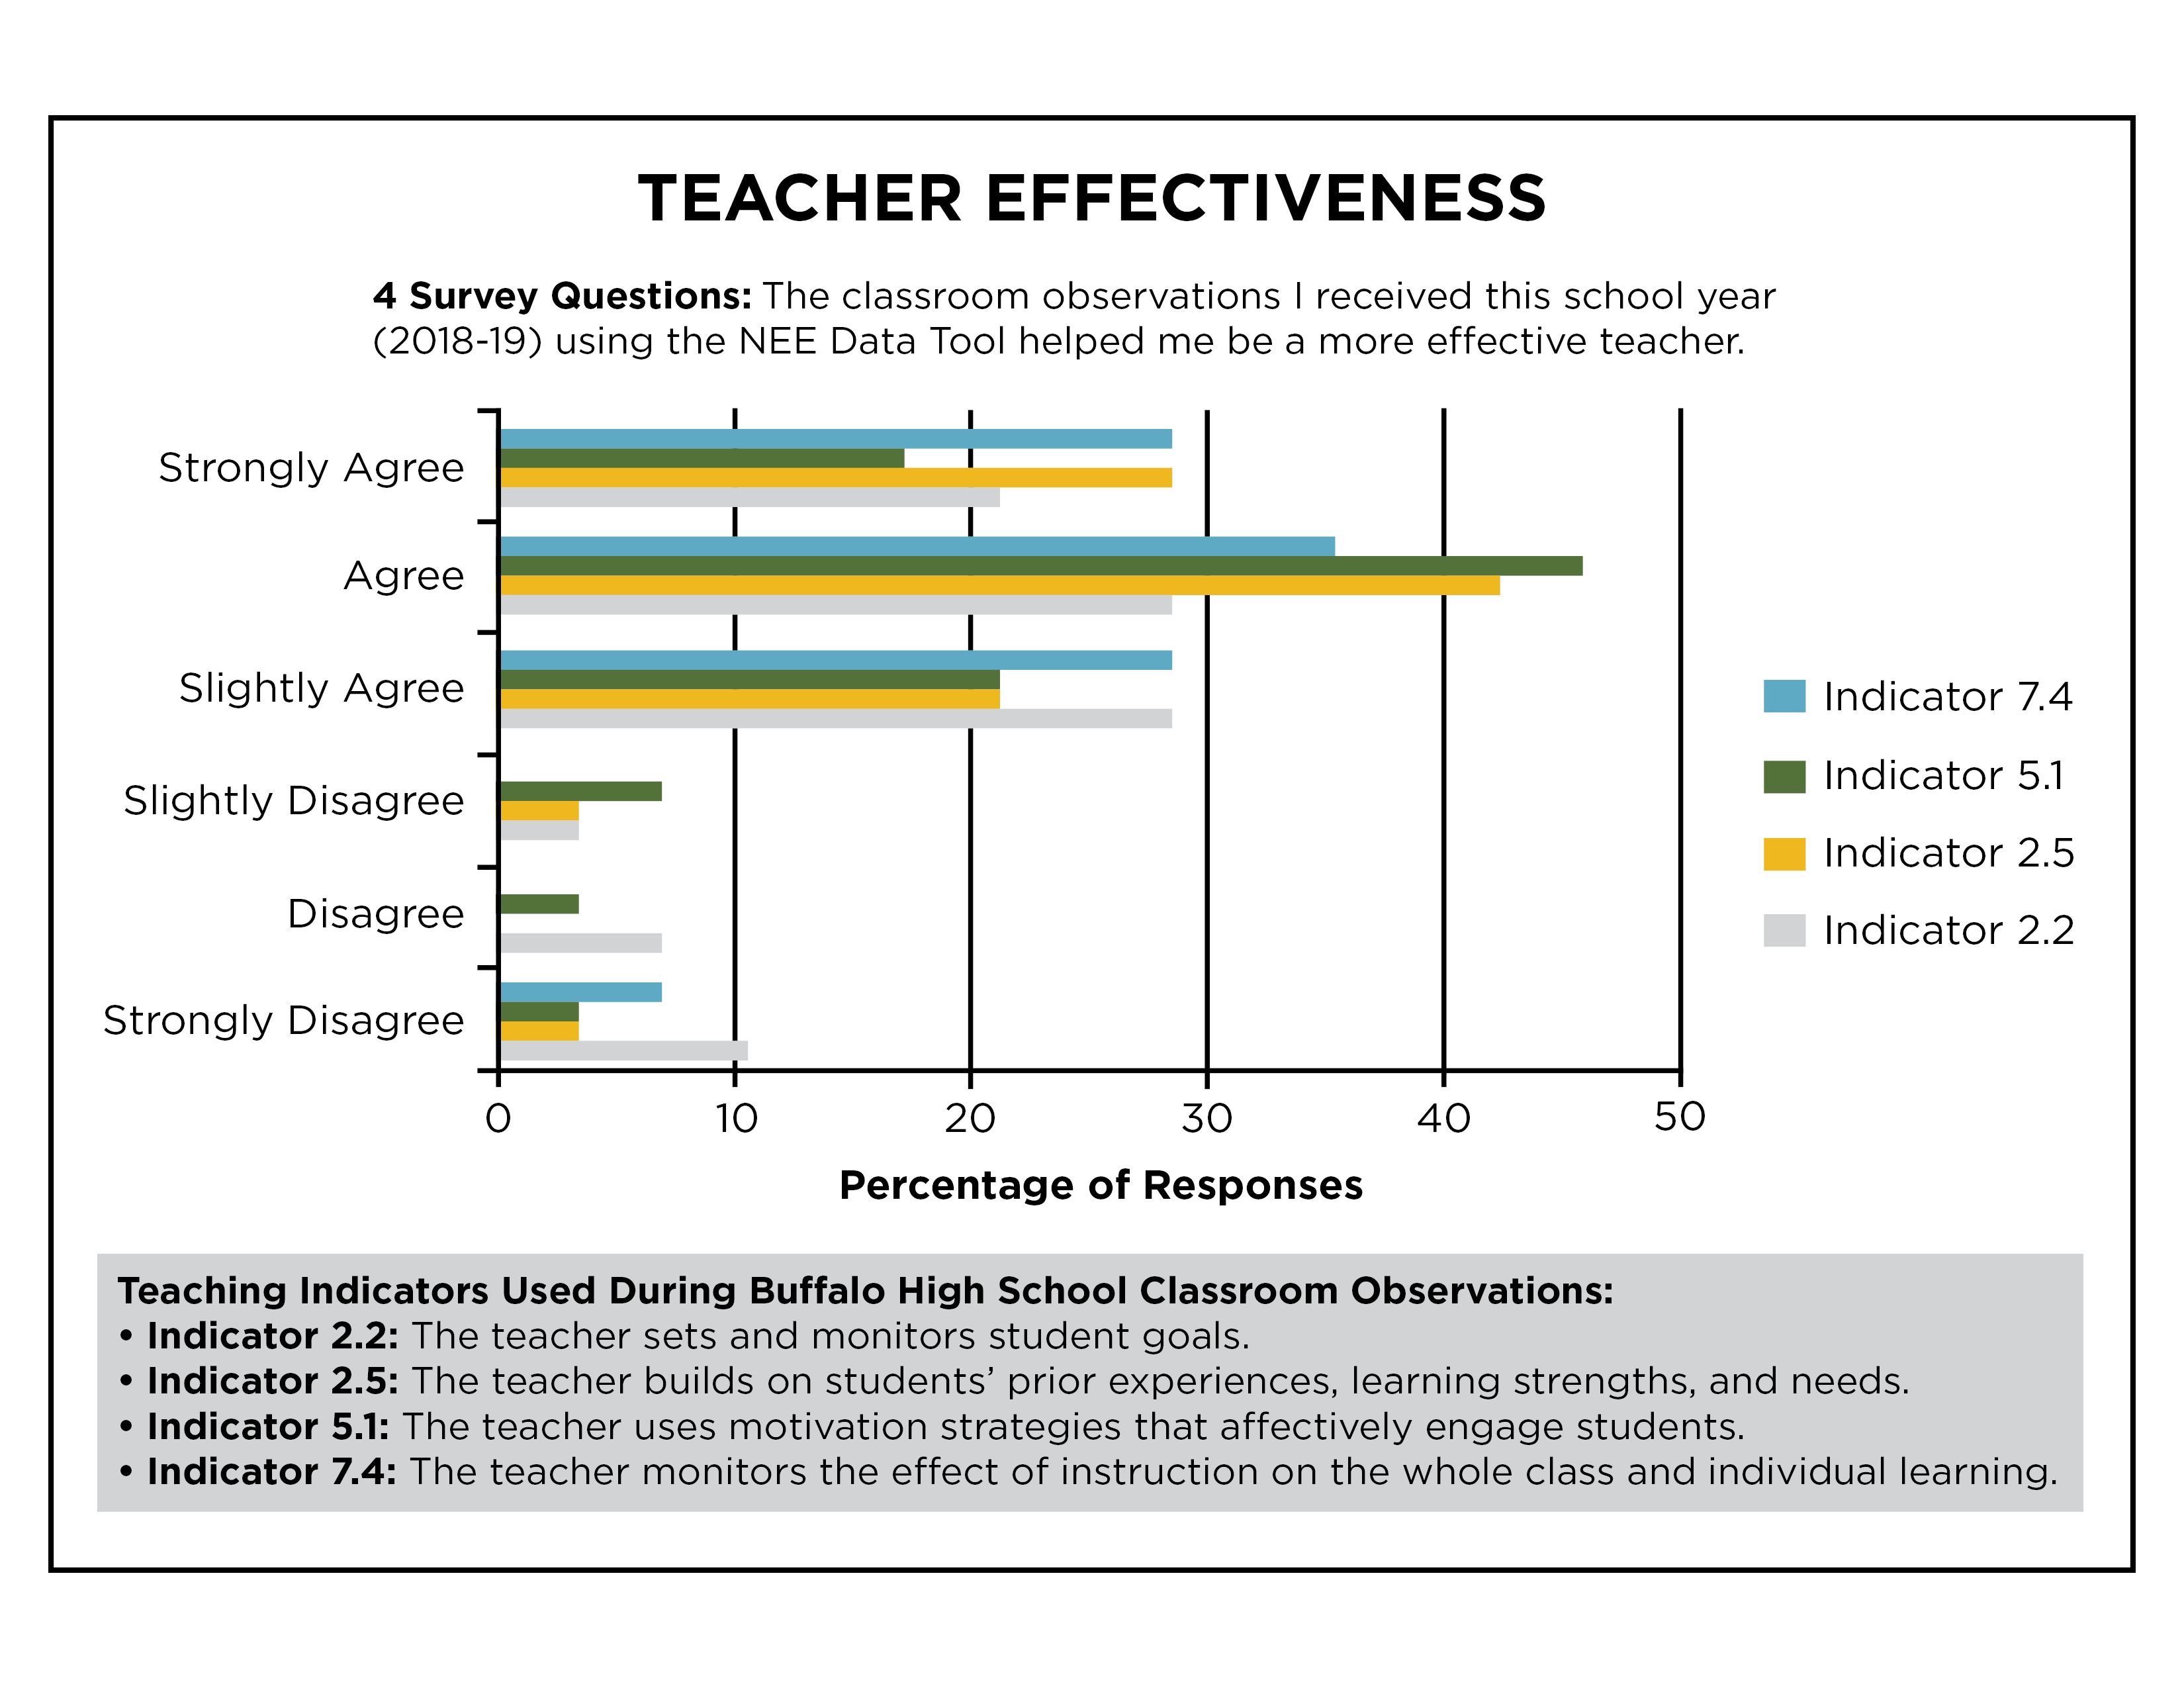 TEACHER EFFECTIVENESS
4 Survey Questions: The classroom observations I received this school year
(2018-19) using the NEE Data Tool helped me be a more effective teacher.
Strongly Agree
Agree
Slightly Agree
Slightly Disagree
Disagree
Strongly Disagree
0 10 20 30 40 50
Percentage of Responses
Indicator 7.4
Indicator 5.1
Indicator 2.5
Indicator 2.2
Teaching Indicators Used During Buffalo High School Classroom Observations:
• Indicator 2.2: The teacher sets and monitors student goals.
• Indicator 2.5: The teacher builds on students’ prior experiences, learning strengths, and needs.
• Indicator 5.1: The teacher uses motivation strategies that affectively engage students.
• Indicator 7.4: The teacher monitors the effect of instruction on the whole class and individual learning.